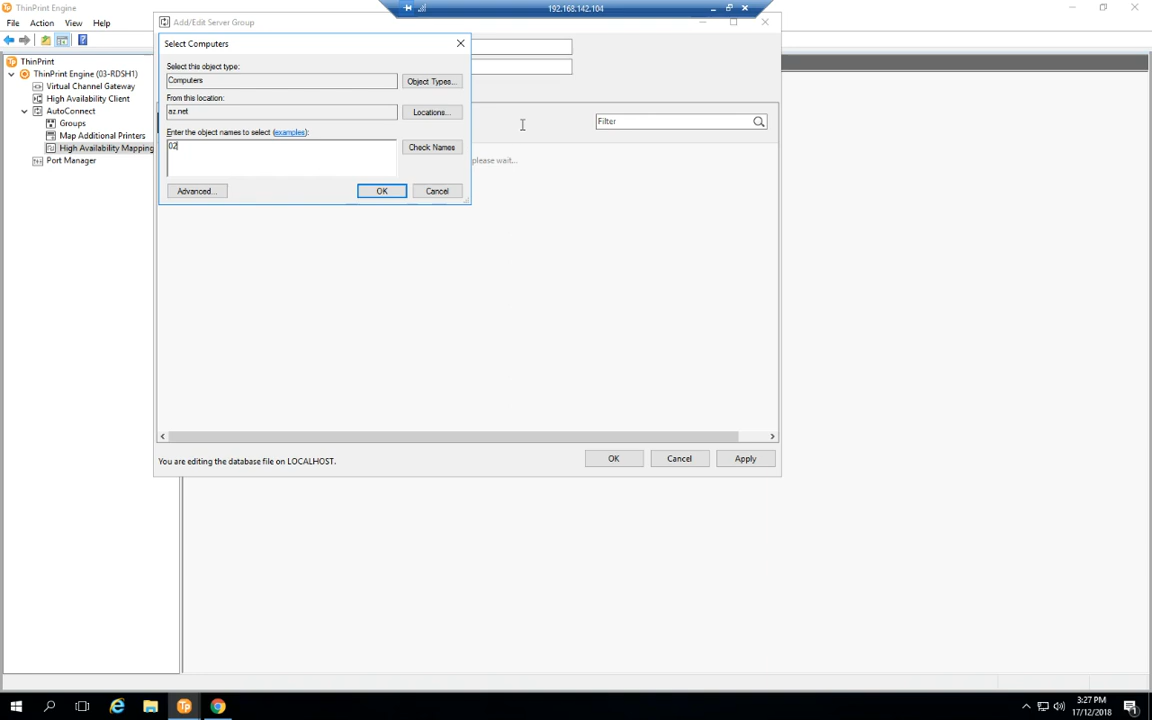 ThinPrint Engine
192.168.142.104
File Action View Help
Add/Edit Server Group
Select Computers
Select this object type:
Computers
Object Types...
From this location:
az.net
Locations...
Enter the object names to select (examples):
02
Check Names
Advanced...
OK
Cancel
ThinPrint
ThinPrint Engine (03-RDSH1)
Virtual Channel Gateway
High Availability Client
AutoConnect
Groups
Map Additional Printers
High Availability Mapping
Port Manager
Filter
please wait...
You are editing the database file on LOCALHOST.
OK
Cancel
Apply
3:27 PM
17/12/2018